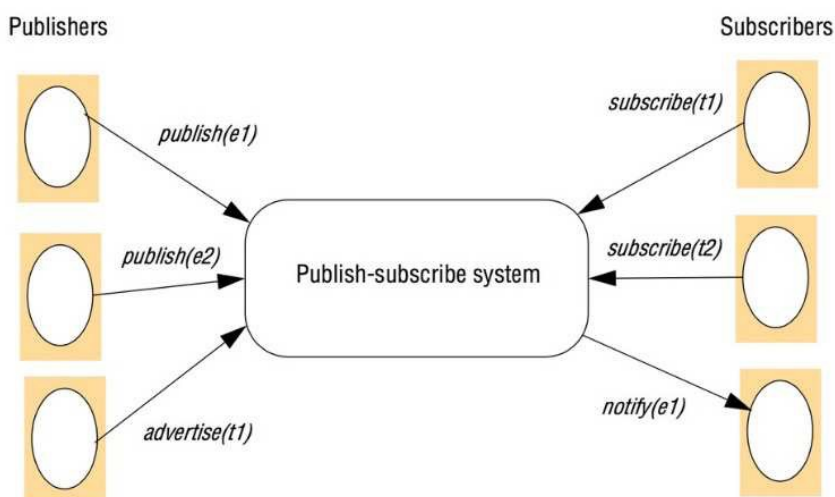 Publishers
Subscribers
publish(e1)
subscribe(t1)
publish(e2)
Publish-subscribe system
subscribe(t2)
advertise(t1)
notify(e1)